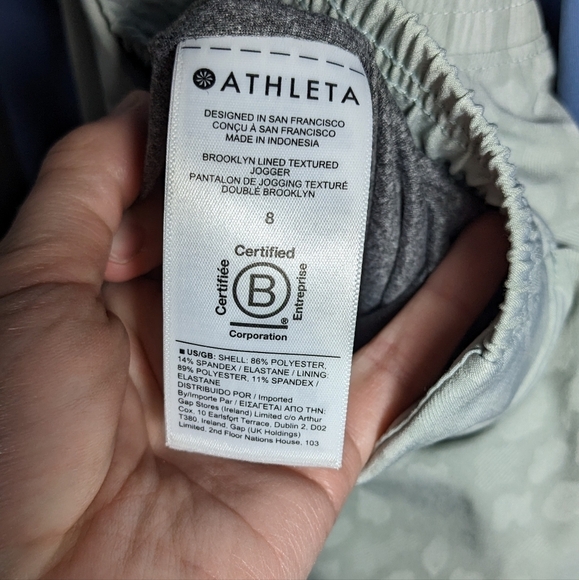 ATHLETA
DESIGNED IN SAN FRANCISCO
CONÇU À SAN FRANCISCO
MADE IN INDONESIA
BROOKLYN LINED TEXTURED
JOGGER
PANTALON DE JOGGING TEXTURÉ
DOUBLÉ BROOKLYN
8
Certified
Certifiée
B
Entreprise
®
Corporation
■ US/GB: SHELL: 86% POLYESTER,
14% SPANDEX / ELASTANE / LINING:
89% POLYESTER, 11% SPANDEX /
ELASTANE
DISTRIBUIDO POR / Imported
By/Importe Par / ΕΙΣΑΓΕΤΑΙ ΑΠΟ ΤΗΝ:
Gap Stores (Ireland) Limited c/o Arthur
Cox, 10 Earlsfort Terrace, Dublin 2, D02
T380, Ireland, Gap (UK Holdings)
Limited, 2nd Floor Nations House, 103